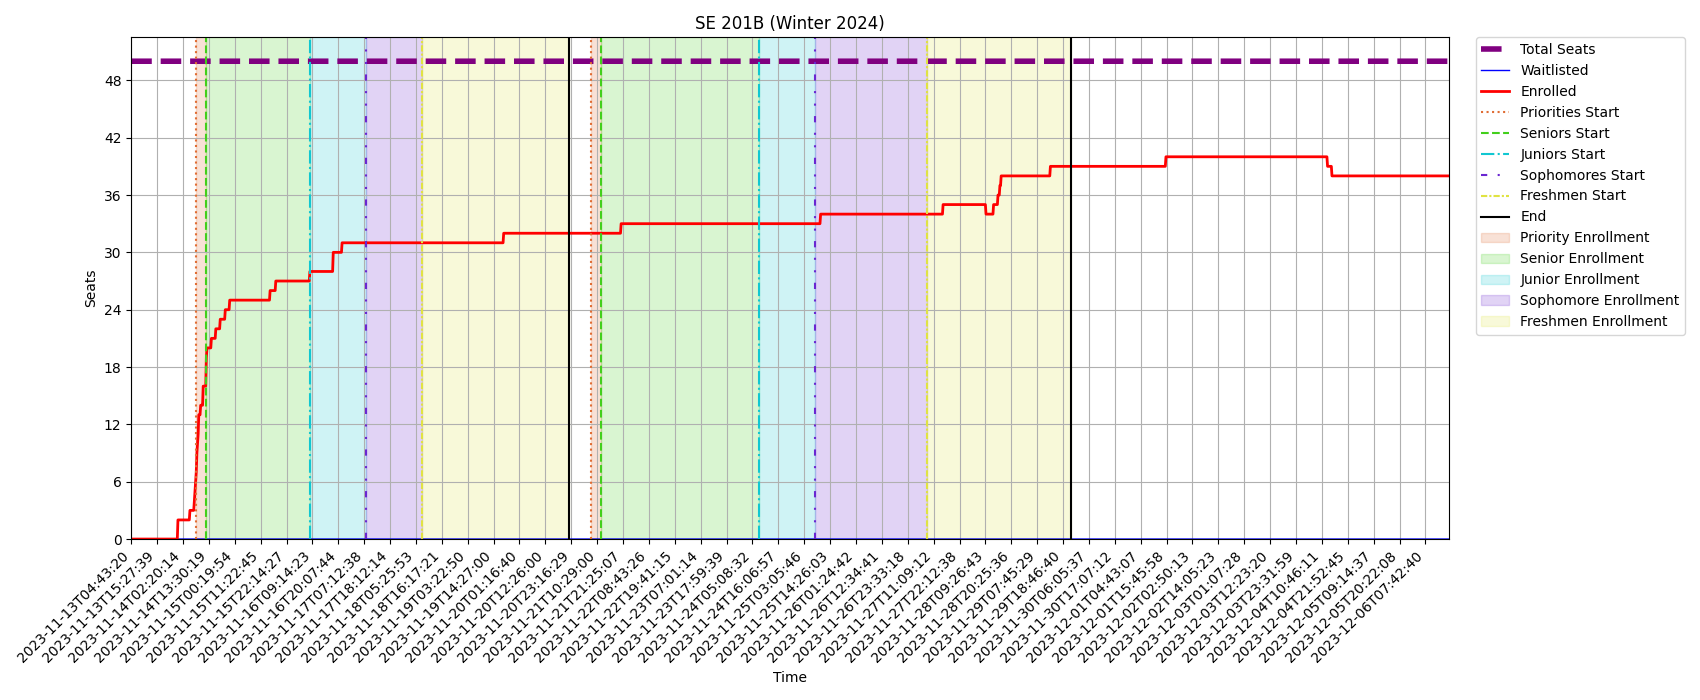 SE 201B (Winter 2024)
Total Seats
Waitlisted
Enrolled
Priorities Start
Seniors Start
Juniors Start
Sophomores Start
Freshmen Start
End
Priority Enrollment
Senior Enrollment
Junior Enrollment
Sophomore Enrollment
Freshmen Enrollment
Seats
48
42
36
30
24
18
12
6
0
2023-11-13T04:43:20
2023-11-13T15:27:39
2023-11-14T02:20:14
2023-11-14T13:30:19
2023-11-15T00:19:54
2023-11-15T11:22:45
2023-11-15T22:14:27
2023-11-16T09:14:23
2023-11-16T20:07:44
2023-11-17T07:12:38
2023-11-17T18:12:14
2023-11-18T05:25:53
2023-11-18T16:17:21
2023-11-19T03:22:50
2023-11-19T14:27:00
2023-11-20T01:16:40
2023-11-20T12:26:00
2023-11-20T23:16:29
2023-11-21T10:29:00
2023-11-21T21:25:07
2023-11-22T08:43:26
2023-11-22T19:41:15
2023-11-23T07:01:14
2023-11-23T17:59:39
2023-11-24T05:08:32
2023-11-24T16:06:57
2023-11-25T03:05:46
2023-11-25T14:26:03
2023-11-26T01:24:42
2023-11-26T12:34:41
2023-11-26T23:33:18
2023-11-27T11:09:12
2023-11-27T22:12:38
2023-11-28T09:26:43
2023-11-28T20:25:36
2023-11-29T07:45:29
2023-11-29T18:46:40
2023-11-30T06:05:37
2023-11-30T17:07:12
2023-12-01T04:43:07
2023-12-01T15:45:58
2023-12-02T02:50:13
2023-12-02T14:05:23
2023-12-03T01:07:28
2023-12-03T12:23:20
2023-12-03T23:31:59
2023-12-04T10:46:11
2023-12-04T21:52:45
2023-12-05T09:14:37
2023-12-05T20:22:08
2023-12-06T07:42:40
Time